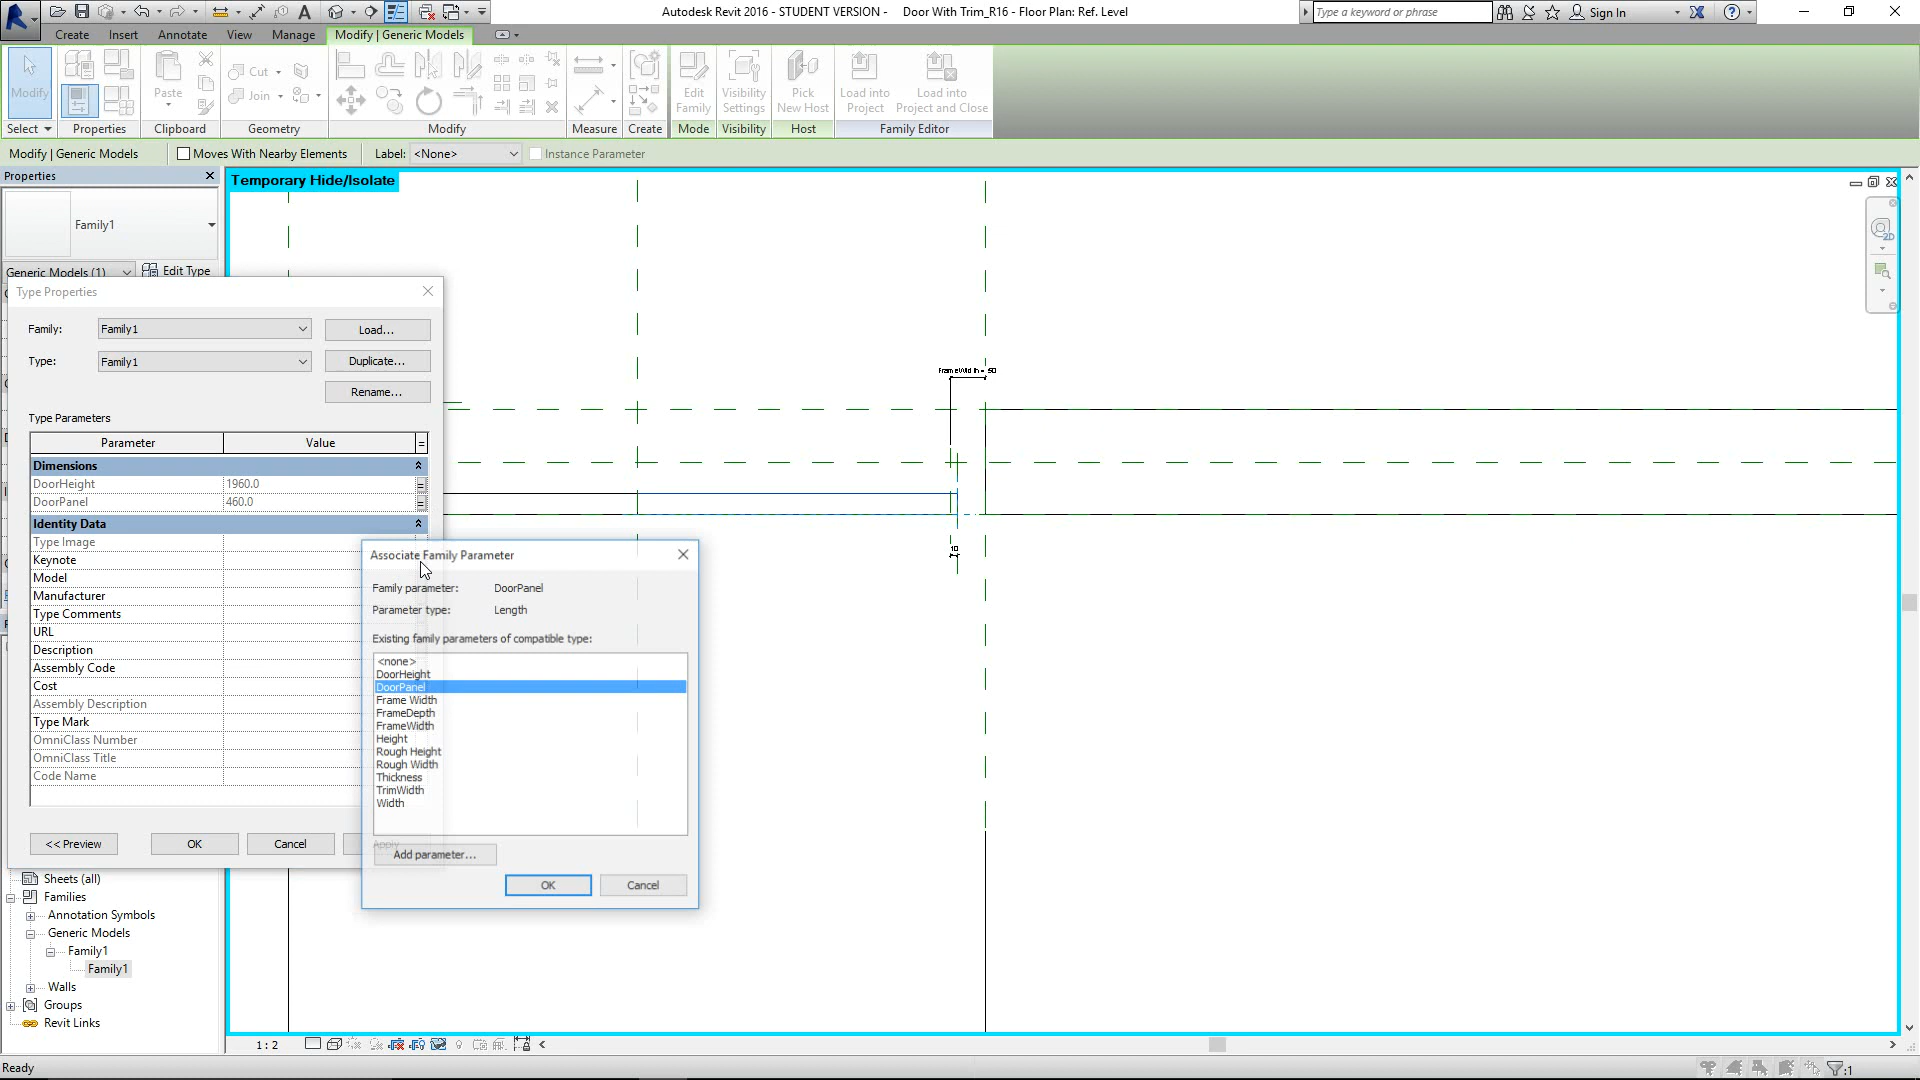 Autodesk Revit 2016 - STUDENT VERSION - Door With Trim_R16 - Floor Plan: Ref. Level
Type a keyword or phrase
Sign In
Create Insert Annotate View Manage Modify | Generic Models
Modify
Paste
Cut
Join
Edit Family
Visibility Settings
Pick New Host
Load into Project
Load into Project and Close
Select Properties Clipboard Geometry Modify Measure Create Mode Visibility Host Family Editor
Modify | Generic Models
Moves With Nearby Elements
Label: <None>
Instance Parameter
Properties
Temporary Hide/Isolate
Family1
Generic Models (1)
Edit Type
Type Properties
Family: Family1 Load...
Type: Family1 Duplicate...
Rename...
Type Parameters
Parameter Value =
Dimensions
DoorHeight 1960.0 =
DoorPanel 460.0 =
Identity Data
Type Image
Keynote
Model
Manufacturer
Type Comments
URL
Description
Assembly Code
Cost
Assembly Description
Type Mark
OmniClass Number
OmniClass Title
Code Name
<< Preview OK Cancel Apply
Associate Family Parameter
Family parameter: DoorPanel
Parameter type: Length
Existing family parameters of compatible type:
<none>
DoorHeight
DoorPanel
Frame Width
FrameDepth
FrameWidth
Height
Rough Height
Rough Width
Thickness
TrimWidth
Width
Add parameter...
OK Cancel
FrameWidth = 50
10
2D
Sheets (all)
Families
Annotation Symbols
Generic Models
Family1
Family1
Walls
Groups
Revit Links
1 : 2
Ready
:1